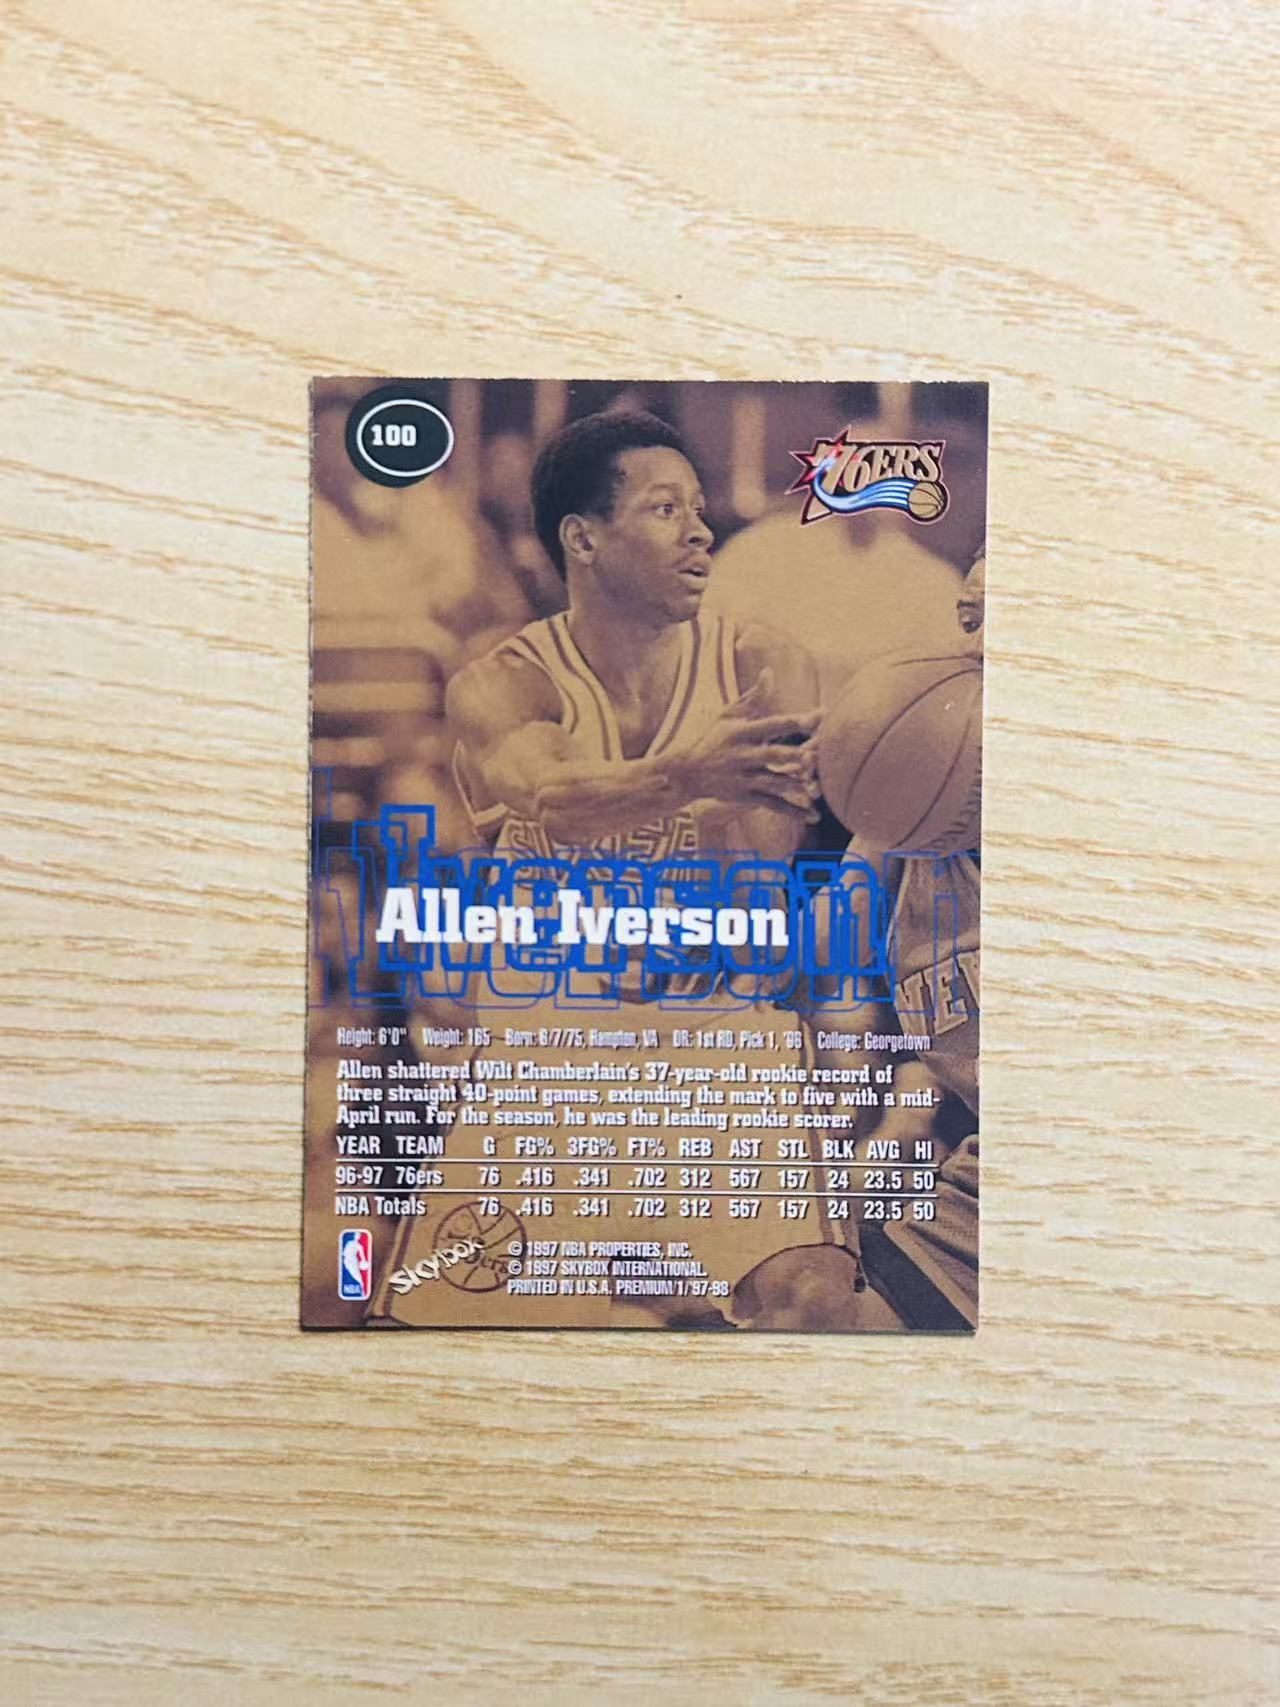 100
76ERS
Iverson
Allen Iverson
Height: 6'0" Weight: 165 Born: 6/7/75, Hampton, VA DR: 1st RD, Pick 1, '96 College: Georgetown
Allen shattered Wilt Chamberlain's 37-year-old rookie record of
three straight 40-point games, extending the mark to five with a mid-
April run. For the season, he was the leading rookie scorer.
YEAR TEAM G FG% 3FG% FT% REB AST STL BLK AVG HI
96-97 76ers 76 .416 .341 .702 312 567 157 24 23.5 50
NBA Totals 76 .416 .341 .702 312 567 157 24 23.5 50
NBA
Skybox
© 1997 NBA PROPERTIES, INC.
© 1997 SKYBOX INTERNATIONAL.
PRINTED IN U.S.A. PREMIUM/1/'97-98